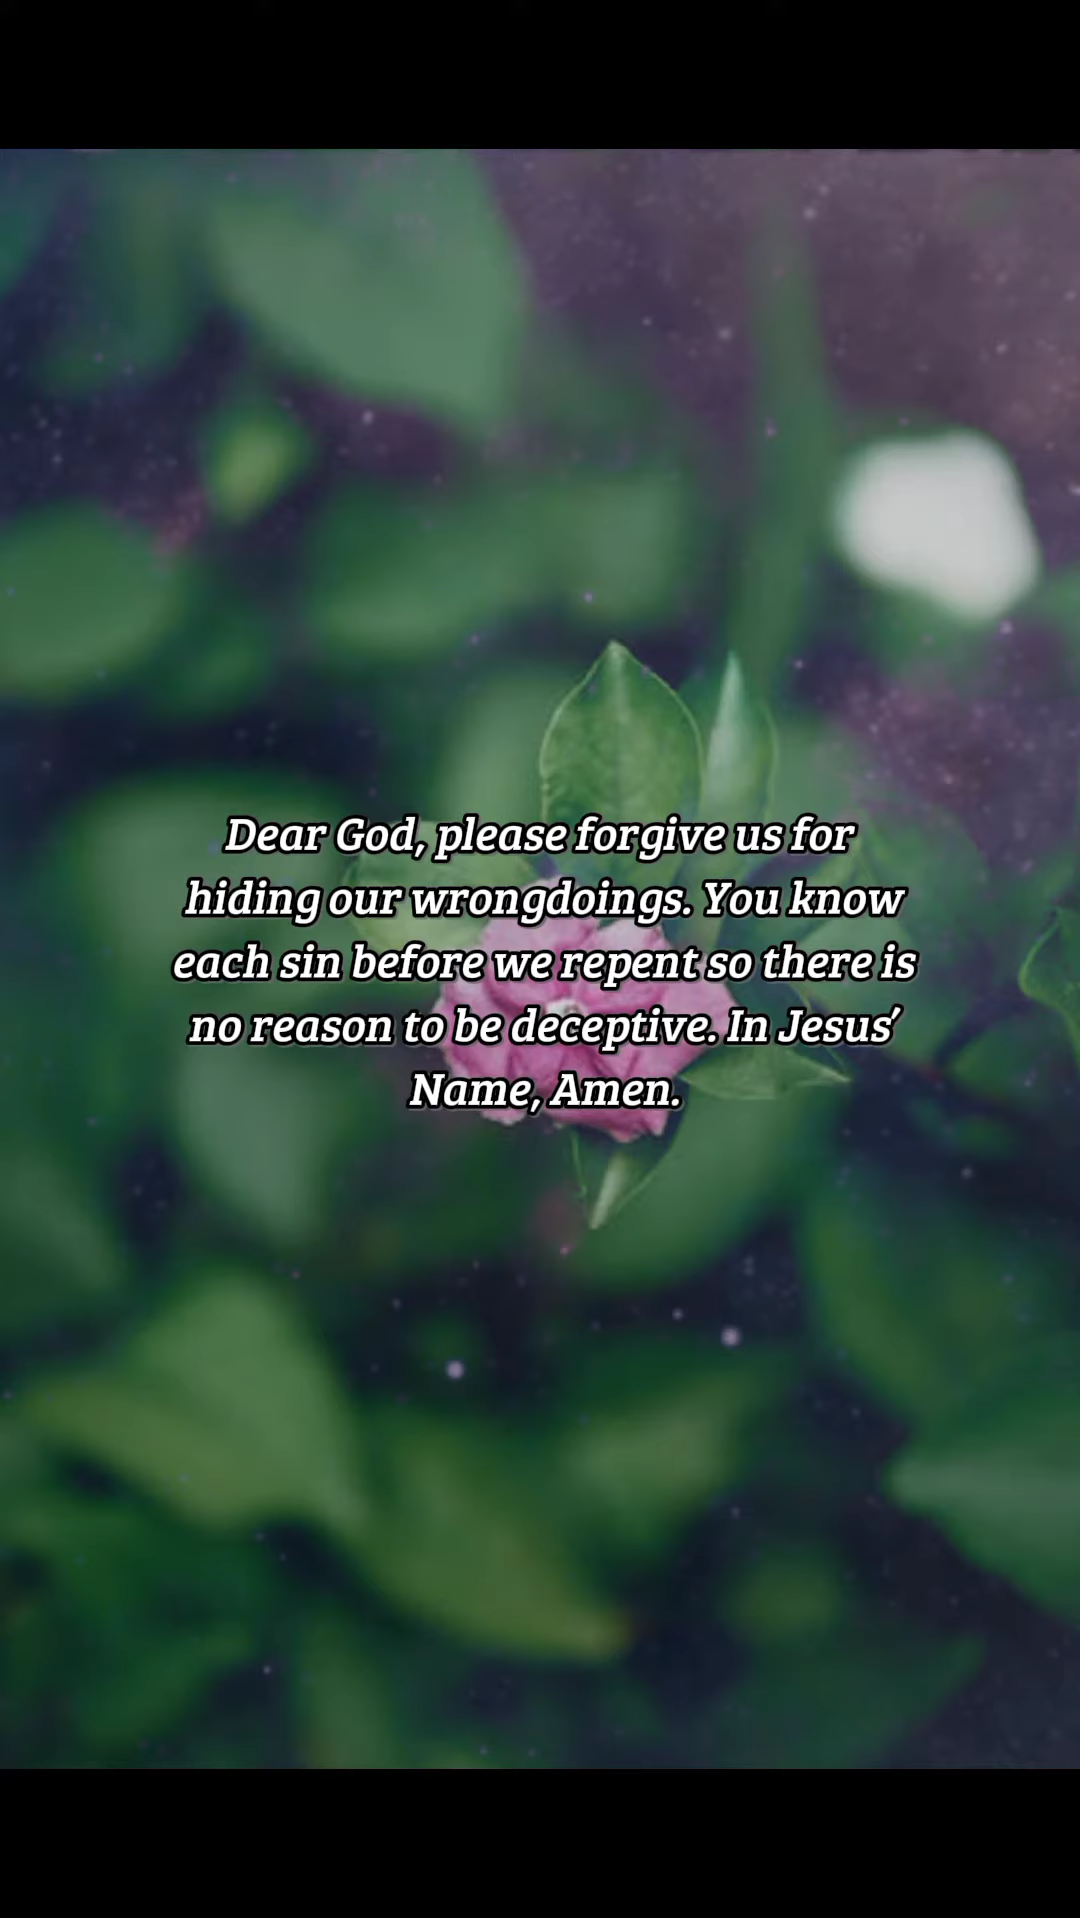 Dear God, please forgive us for
hiding our wrongdoings. You know
each sin before we repent so there is
no reason to be deceptive. In Jesus’
Name, Amen.